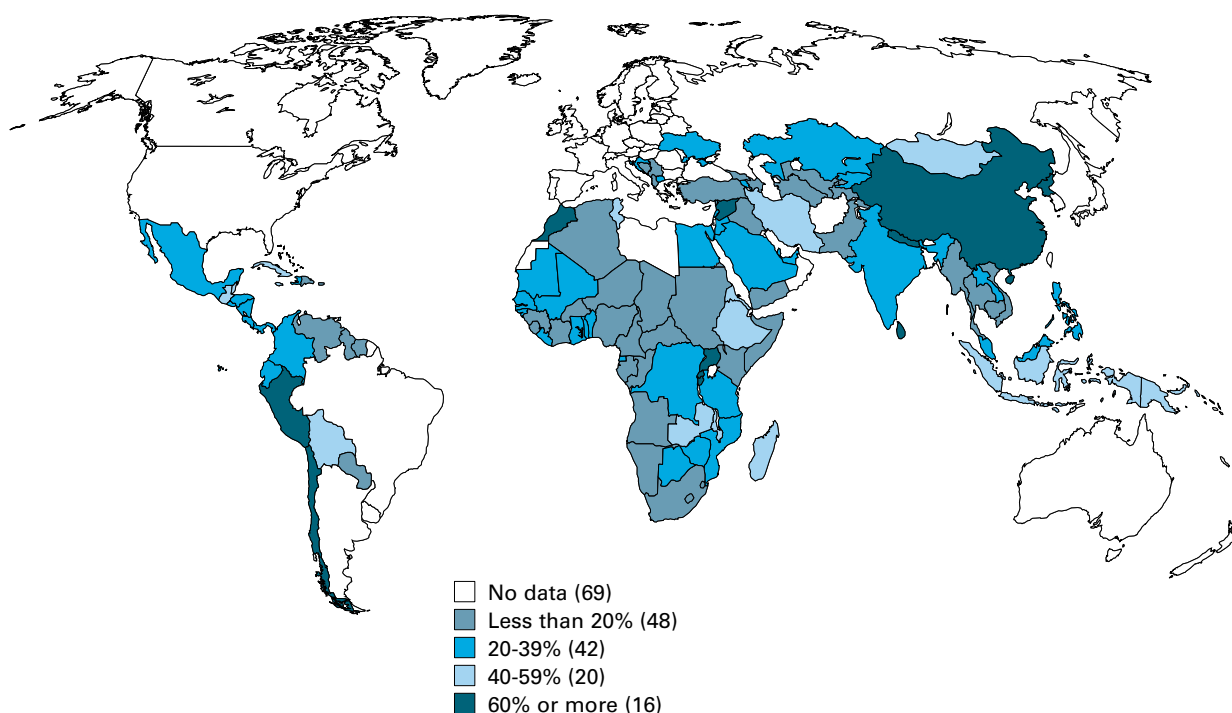 No data (69)
Less than 20% (48)
20-39% (42)
40-59% (20)
60% or more (16)